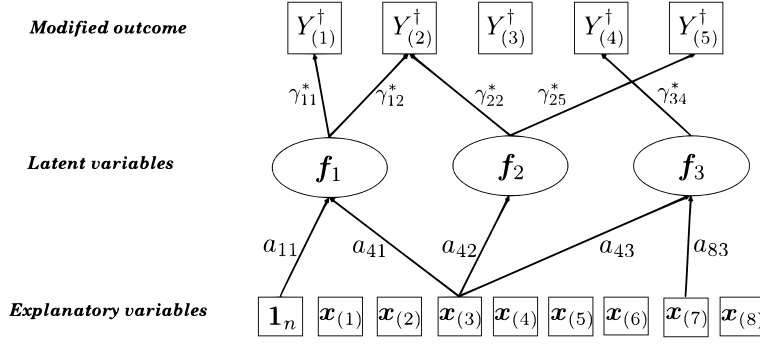 Modified outcome Y†(1) Y†(2) Y†(3) Y†(4) Y†(5)
γ*11 γ*12 γ*22 γ*25 γ*34
Latent variables f1 f2 f3
a11 a41 a42 a43 a83
Explanatory variables 1n x(1) x(2) x(3) x(4) x(5) x(6) x(7) x(8)